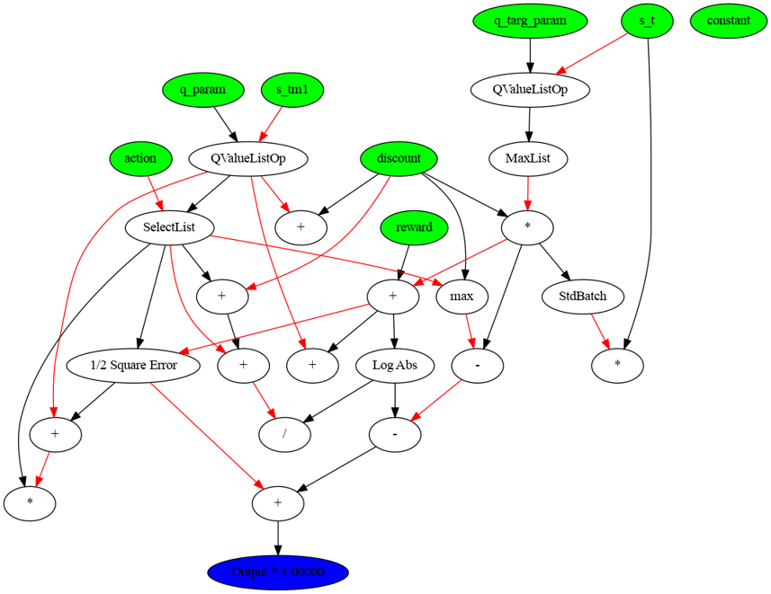 q_targ_param
s_t
constant
q_param
s_tm1
QValueListOp
action
QValueListOp
discount
MaxList
SelectList
+
reward
*
+
+
max
StdBatch
1/2 Square Error
+
+
Log Abs
-
*
+
/
-
*
+
Output * 1.00000